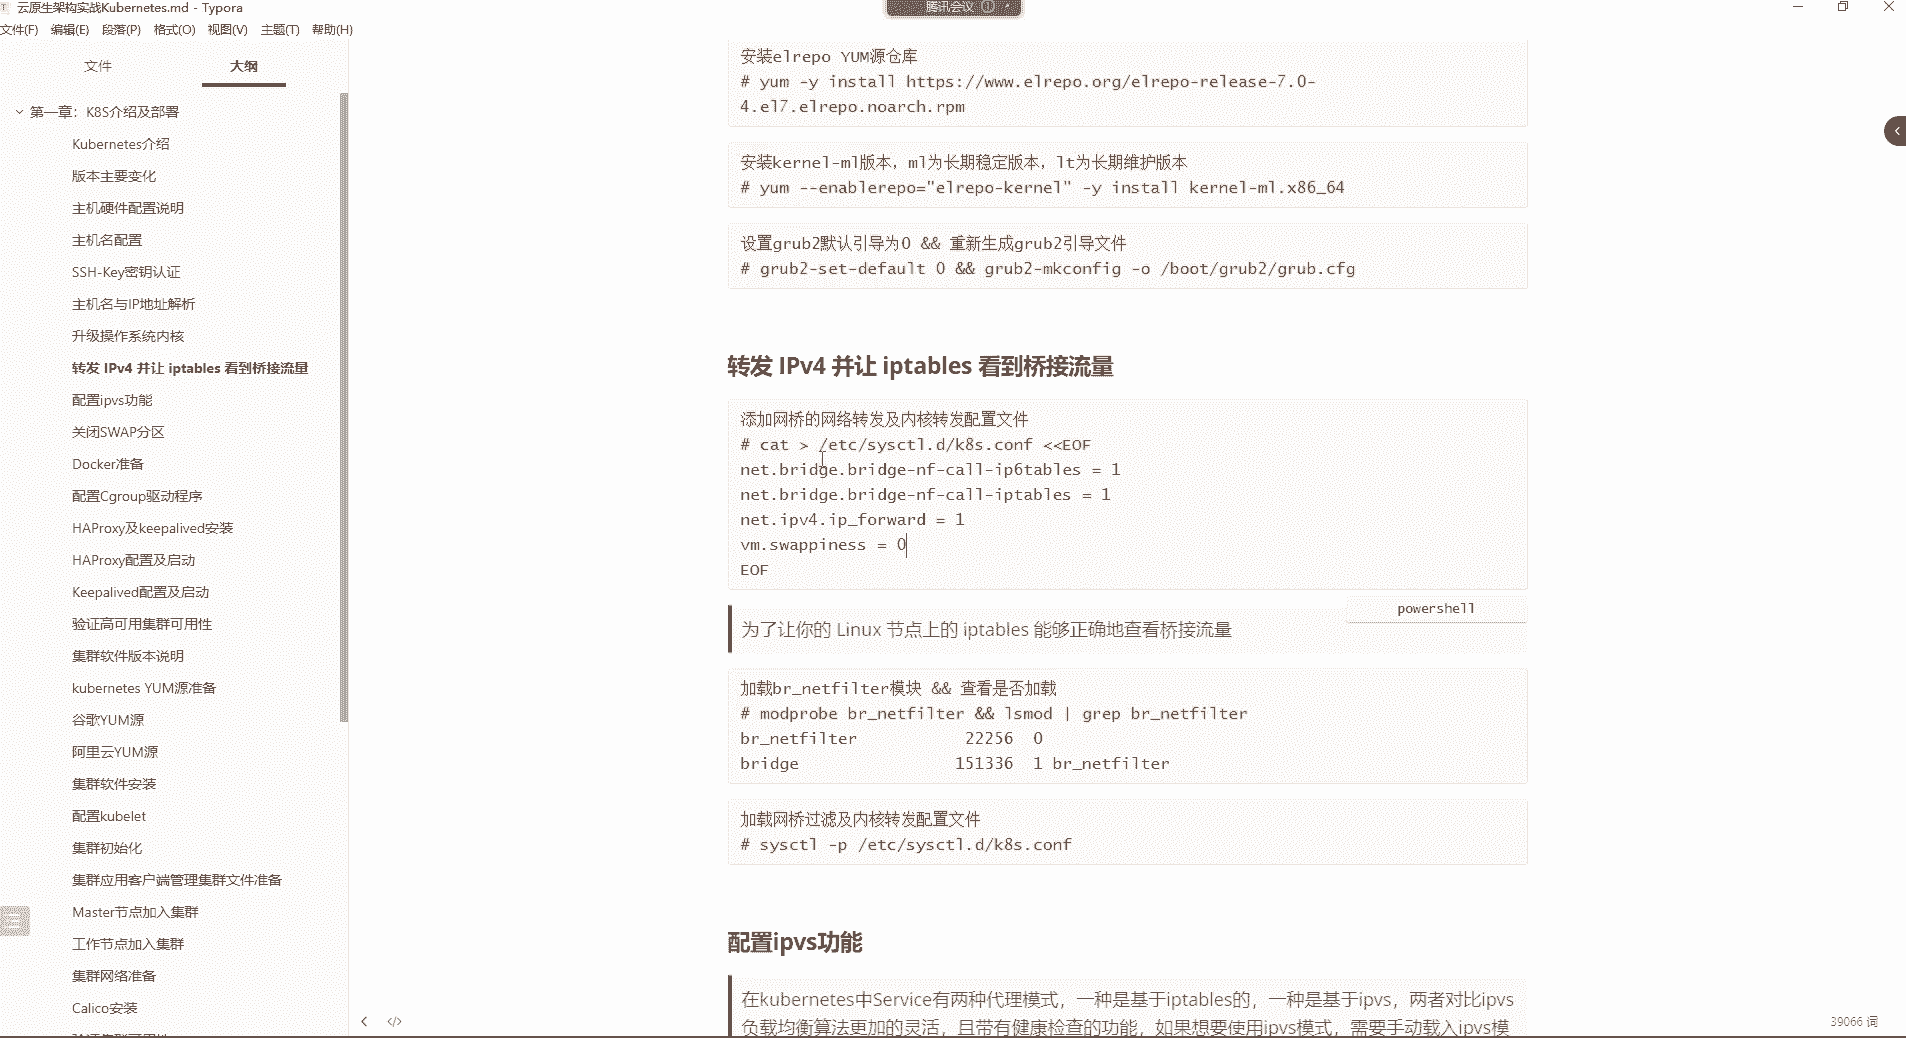 云原生架构实战Kubernetes.md - Typora
腾讯会议
文件(F) 编辑(E) 段落(P) 格式(O) 视图(V) 主题(T) 帮助(H)
文件
大纲
第一章：K8S介绍及部署
Kubernetes介绍
版本主要变化
主机硬件配置说明
主机名配置
SSH-Key密钥认证
主机名与IP地址解析
升级操作系统内核
转发 IPv4 并让 iptables 看到桥接流量
配置ipvs功能
关闭SWAP分区
Docker准备
配置Cgroup驱动程序
HAProxy及keepalived安装
HAProxy配置及启动
Keepalived配置及启动
验证高可用集群可用性
集群软件版本说明
kubernetes YUM源准备
谷歌YUM源
阿里云YUM源
集群软件安装
配置kubelet
集群初始化
集群应用客户端管理集群文件准备
Master节点加入集群
工作节点加入集群
集群网络准备
Calico安装
安装elrepo YUM源仓库
# yum -y install https://www.elrepo.org/elrepo-release-7.0-
4.el7.elrepo.noarch.rpm
安装kernel-ml版本，ml为长期稳定版本，lt为长期维护版本
# yum --enablerepo="elrepo-kernel" -y install kernel-ml.x86_64
设置grub2默认引导为0 && 重新生成grub2引导文件
# grub2-set-default 0 && grub2-mkconfig -o /boot/grub2/grub.cfg
转发 IPv4 并让 iptables 看到桥接流量
添加网桥的网络转发及内核转发配置文件
# cat > /etc/sysctl.d/k8s.conf <<EOF
net.bridge.bridge-nf-call-ip6tables = 1
net.bridge.bridge-nf-call-iptables = 1
net.ipv4.ip_forward = 1
vm.swappiness = 0
EOF
powershell
为了让你的 Linux 节点上的 iptables 能够正确地查看桥接流量
加载br_netfilter模块 && 查看是否加载
# modprobe br_netfilter && lsmod | grep br_netfilter
br_netfilter 22256 0
bridge 151336 1 br_netfilter
加载网桥过滤及内核转发配置文件
# sysctl -p /etc/sysctl.d/k8s.conf
配置ipvs功能
在kubernetes中Service有两种代理模式，一种是基于iptables的，一种是基于ipvs，两者对比ipvs
负载均衡算法更加的灵活，且带有健康检查的功能，如果想要使用ipvs模式，需要手动载入ipvs模
39066 词